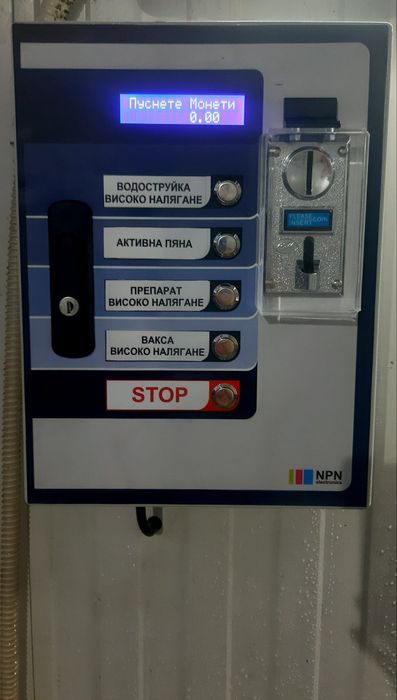 Пуснете Монети
0.00
ВОДОСТРУЙКА
ВИСОКО НАЛЯГАНЕ
PLEASE COIN
INSERT
АКТИВНА ПЯНА
ПРЕПАРАТ
ВИСОКО НАЛЯГАНЕ
ВАКСА
ВИСОКО НАЛЯГАНЕ
STOP
NPN
electronics